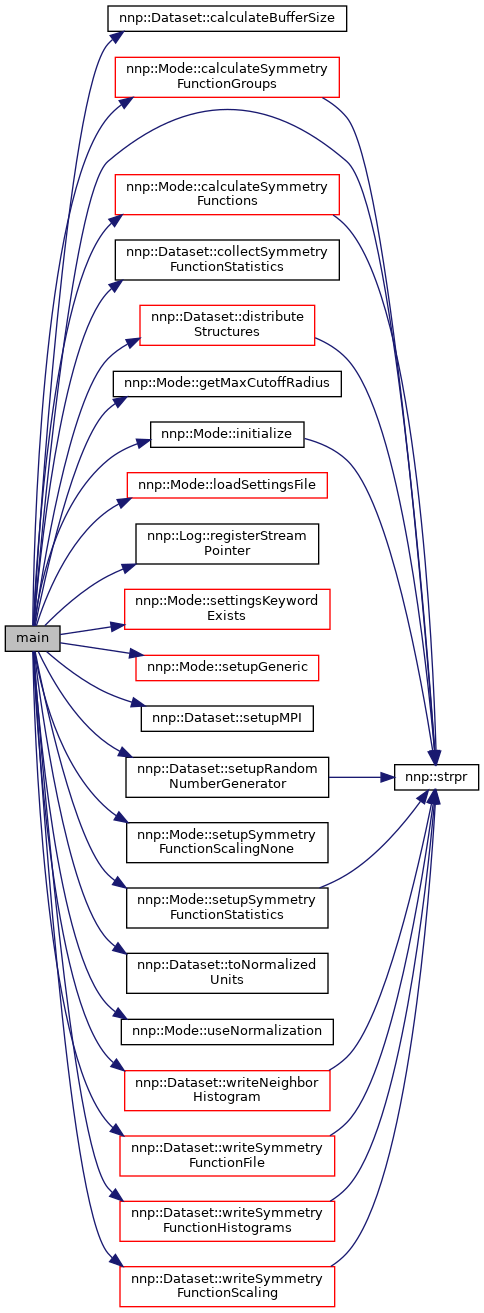 nnp::Dataset::calculateBufferSize
nnp::Mode::calculateSymmetry
FunctionGroups
nnp::Mode::calculateSymmetry
Functions
nnp::Dataset::collectSymmetry
FunctionStatistics
nnp::Dataset::distribute
Structures
nnp::Mode::getMaxCutoffRadius
nnp::Mode::initialize
nnp::Mode::loadSettingsFile
nnp::Log::registerStream
Pointer
nnp::Mode::settingsKeyword
Exists
main
nnp::Mode::setupGeneric
nnp::Dataset::setupMPI
nnp::Dataset::setupRandom
NumberGenerator
nnp::strpr
nnp::Mode::setupSymmetry
FunctionScalingNone
nnp::Mode::setupSymmetry
FunctionStatistics
nnp::Dataset::toNormalized
Units
nnp::Mode::useNormalization
nnp::Dataset::writeNeighbor
Histogram
nnp::Dataset::writeSymmetry
FunctionFile
nnp::Dataset::writeSymmetry
FunctionHistograms
nnp::Dataset::writeSymmetry
FunctionScaling